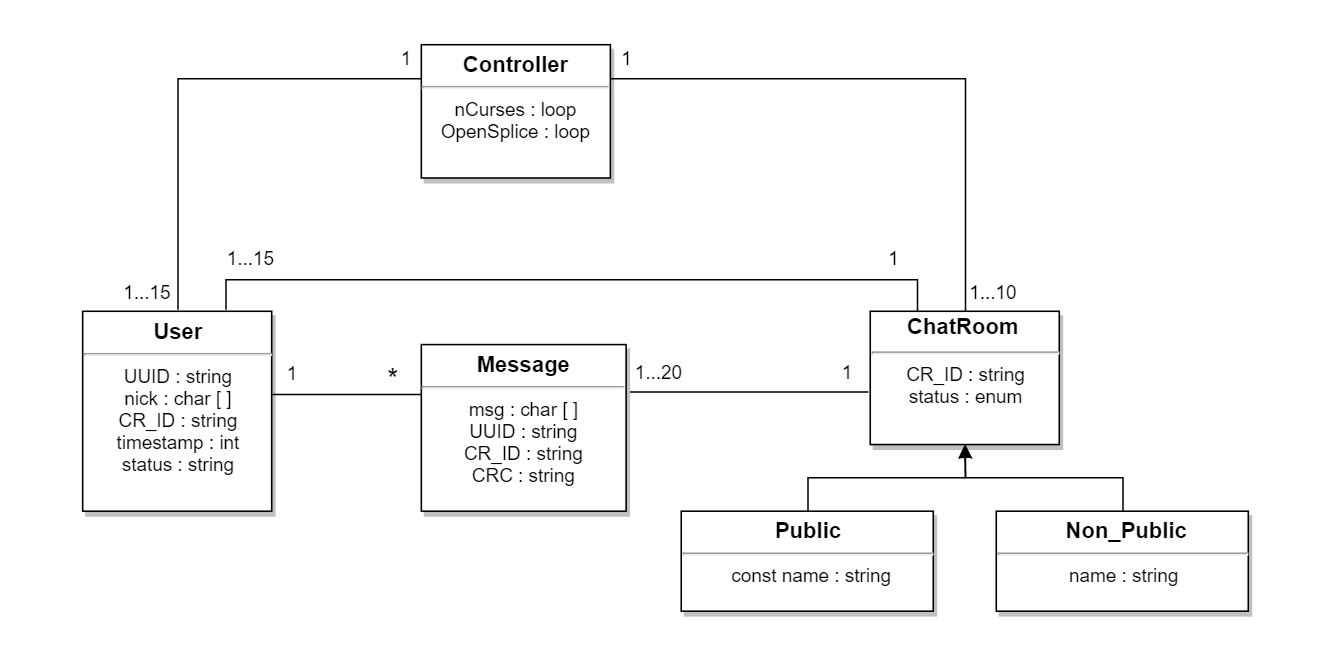 1
Controller
1
nCurses : loop
OpenSplice : loop
1...15
1
1...15
1...10
User
UUID : string
nick : char [ ]
CR_ID : string
timestamp : int
status : string
1
*
Message
msg : char [ ]
UUID : string
CR_ID : string
CRC : string
1...20
1
ChatRoom
CR_ID : string
status : enum
Public
const name : string
Non_Public
name : string